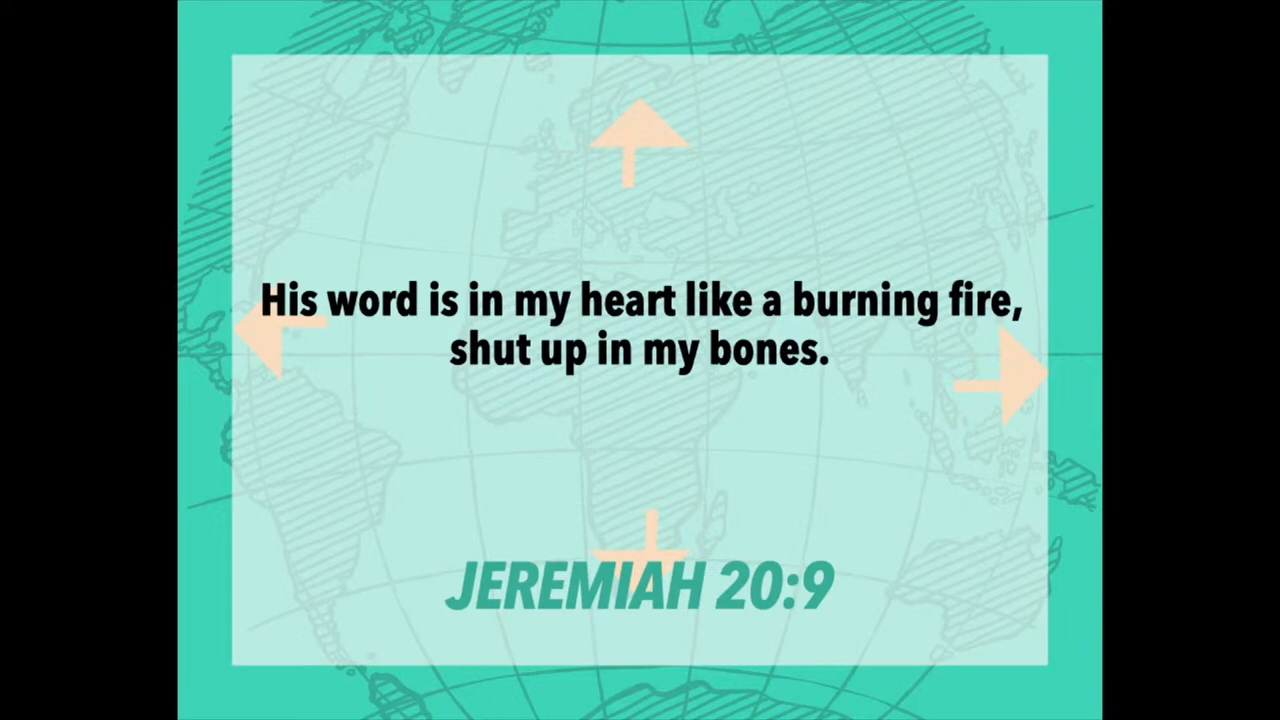 His word is in my heart like a burning fire,
shut up in my bones.
JEREMIAH 20:9